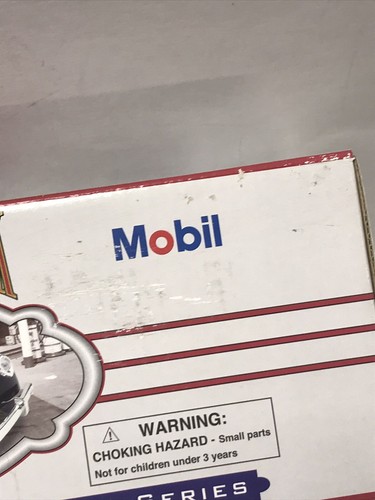 Mobil
WARNING:
CHOKING HAZARD - Small parts
Not for children under 3 years
SERIES